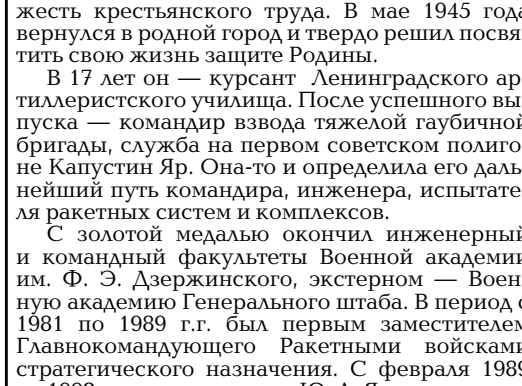 жесть крестьянского труда. В мае 1945 года
вернулся в родной город и твердо решил посвя
тить свою жизнь защите Родины.
В 17 лет он — курсант Ленинградского ар
тиллеристского училища. После успешного вы
пуска — командир взвода тяжелой гаубичной
бригады, служба на первом советском полиго
не Капустин Яр. Она-то и определила его даль
нейший путь командира, инженера, испытате
ля ракетных систем и комплексов.
С золотой медалью окончил инженерный
и командный факультеты Военной академии
им. Ф. Э. Дзержинского, экстерном — Воен
ную академию Генерального штаба. В период с
1981 по 1989 г.г. был первым заместителем
Главнокомандующего Ракетными войсками
стратегического назначения. С февраля 1989